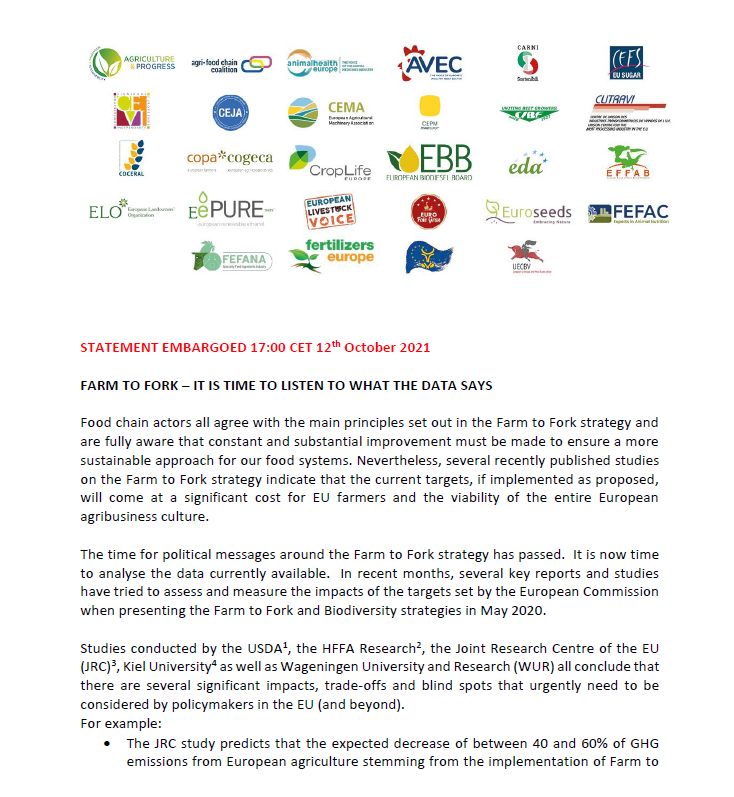 AGRICULTURE
& PROGRESS
agri-food chain
coalition
animalhealth
europe
AVEC
CARNI
Sostenibili
CEFS
EU SUGAR
CEVI
CEJA
CEMA
European Agricultural
Machinery Association
CEPM
UNITING BEET GROWERS
CIBE
CLITRAVI
COCERAL
copa*cogeca
CropLife
EUROPE
EBB
EUROPEAN BIODIESEL BOARD
eda
EFFAB
ELO
European Landowners'
Organization
ePURE
european renewable ethanol
EUROPEAN
LIVESTOCK
VOICE
EURO
Foie Gras
Euroseeds
Embracing Nature
FEFAC
Experts in Animal Nutrition
FEFANA
fertilizers
europe
UECBV
STATEMENT EMBARGOED 17:00 CET 12th October 2021
FARM TO FORK – IT IS TIME TO LISTEN TO WHAT THE DATA SAYS
Food chain actors all agree with the main principles set out in the Farm to Fork strategy and
are fully aware that constant and substantial improvement must be made to ensure a more
sustainable approach for our food systems. Nevertheless, several recently published studies
on the Farm to Fork strategy indicate that the current targets, if implemented as proposed,
will come at a significant cost for EU farmers and the viability of the entire European
agribusiness culture.
The time for political messages around the Farm to Fork strategy has passed. It is now time
to analyse the data currently available. In recent months, several key reports and studies
have tried to assess and measure the impacts of the targets set by the European Commission
when presenting the Farm to Fork and Biodiversity strategies in May 2020.
Studies conducted by the USDA¹, the HFFA Research², the Joint Research Centre of the EU
(JRC)³, Kiel University⁴ as well as Wageningen University and Research (WUR) all conclude that
there are several significant impacts, trade-offs and blind spots that urgently need to be
considered by policymakers in the EU (and beyond).
For example:
• The JRC study predicts that the expected decrease of between 40 and 60% of GHG
emissions from European agriculture stemming from the implementation of Farm to